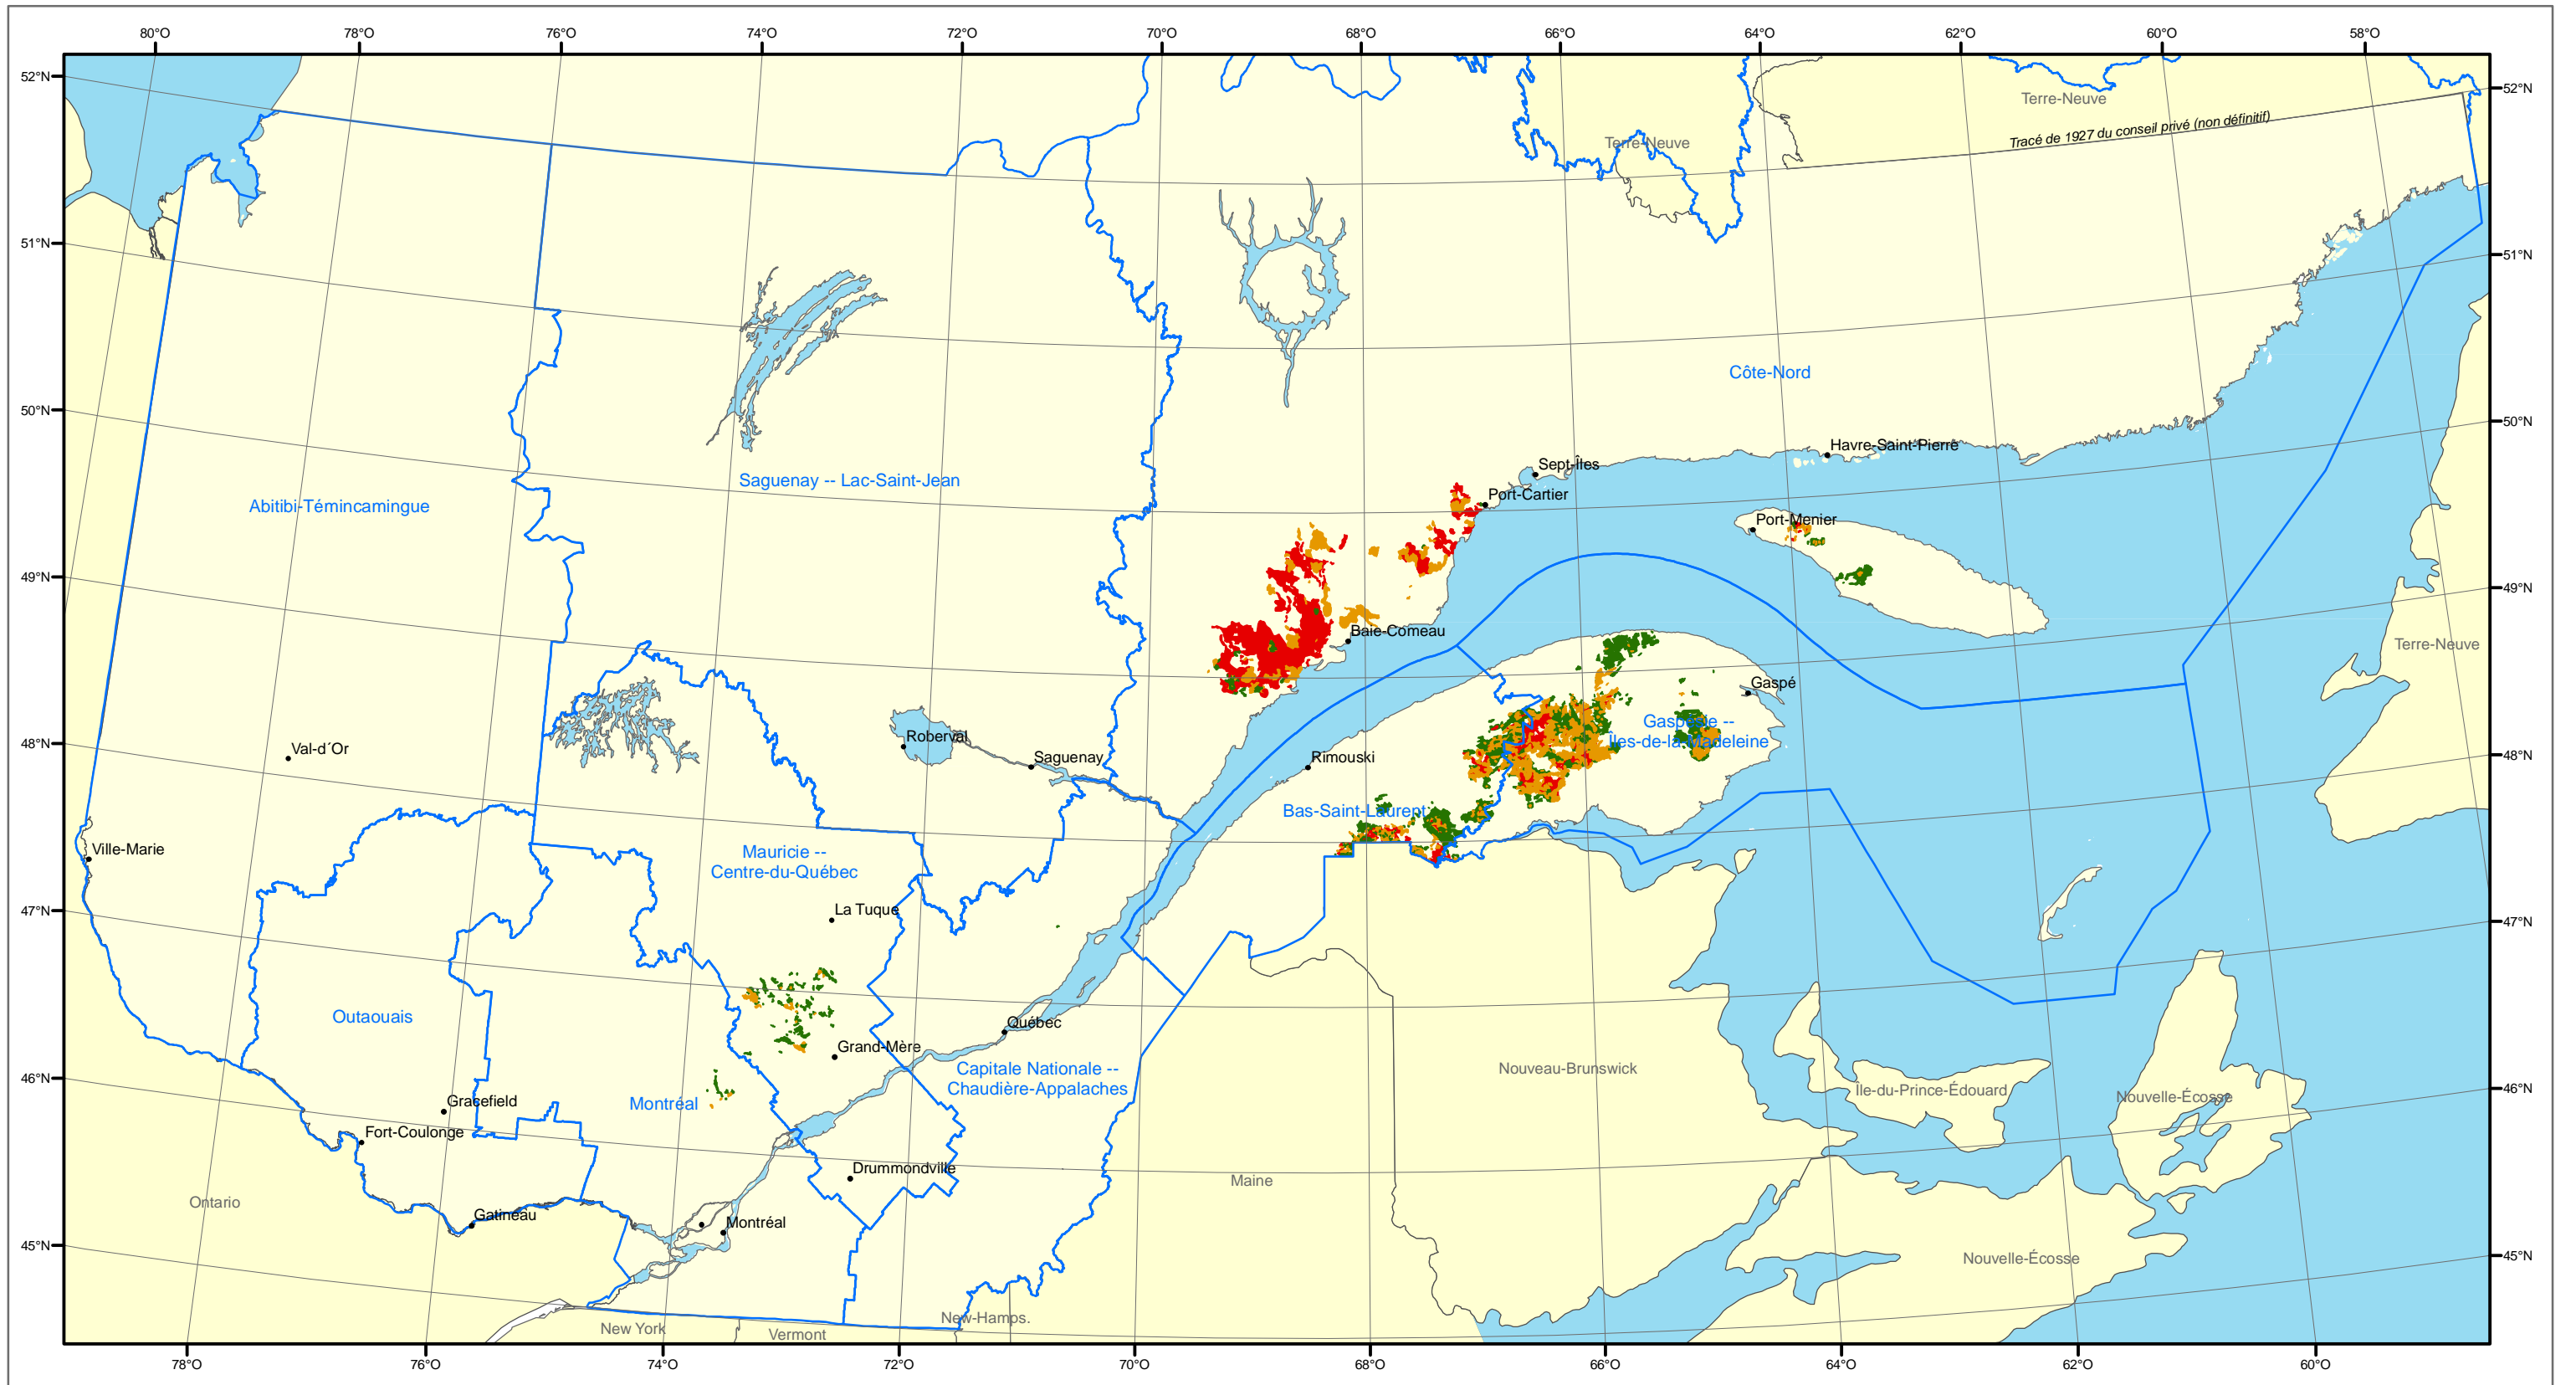 80°O
78°O
76°O
74°O
72°O
70°O
68°O
66°O
64°O
62°O
60°O
58°O
52°N
52°N
Terre-Neuve
Tracé de 1927 du conseil privé (non définitif)
Terre-Neuve
51°N
51°N
Côte-Nord
50°N
50°N
Havre-Saint-Pierre
Sept-Îles
Saguenay -- Lac-Saint-Jean
Port-Cartier
Abitibi-Témincamingue
Port-Menier
49°N
49°N
Baie-Comeau
Terre-Neuve
Gaspé
Gaspésie --
Îles-de-la-Madeleine
48°N
48°N
Val-d´Or
Roberval
Saguenay
Rimouski
Bas-Saint-Laurent
Ville-Marie
Mauricie --
Centre-du-Québec
47°N
47°N
La Tuque
Outaouais
Québec
Grand-Mère
Capitale Nationale --
Chaudière-Appalaches
Nouveau-Brunswick
46°N
46°N
Île-du-Prince-Édouard
Nouvelle-Écosse
Gracefield
Montréal
Fort-Coulonge
Drummondville
Maine
Ontario
Gatineau
Montréal
45°N
45°N
Nouvelle-Écosse
New-Hamps.
New York
Vermont
78°O
76°O
74°O
72°O
70°O
68°O
66°O
64°O
62°O
60°O